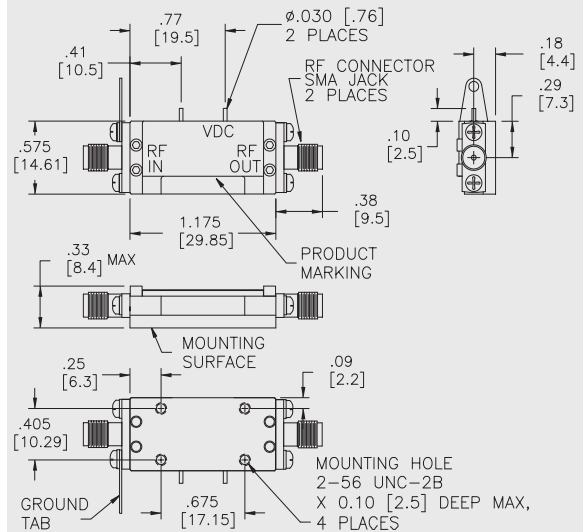 .77
[19.5]
ø.030 [.76]
2 PLACES
.41
[10.5]
RF CONNECTOR
SMA JACK
2 PLACES
.18
[4.4]
.29
[7.3]
VDC
RF
IN
RF
OUT
.10
[2.5]
.575
[14.61]
.38
[9.5]
1.175
[29.85]
PRODUCT
MARKING
.33
[8.4] MAX
MOUNTING
SURFACE
.25
[6.3]
.09
[2.2]
.405
[10.29]
MOUNTING HOLE
2-56 UNC-2B
X 0.10 [2.5] DEEP MAX,
4 PLACES
GROUND
TAB
.675
[17.15]